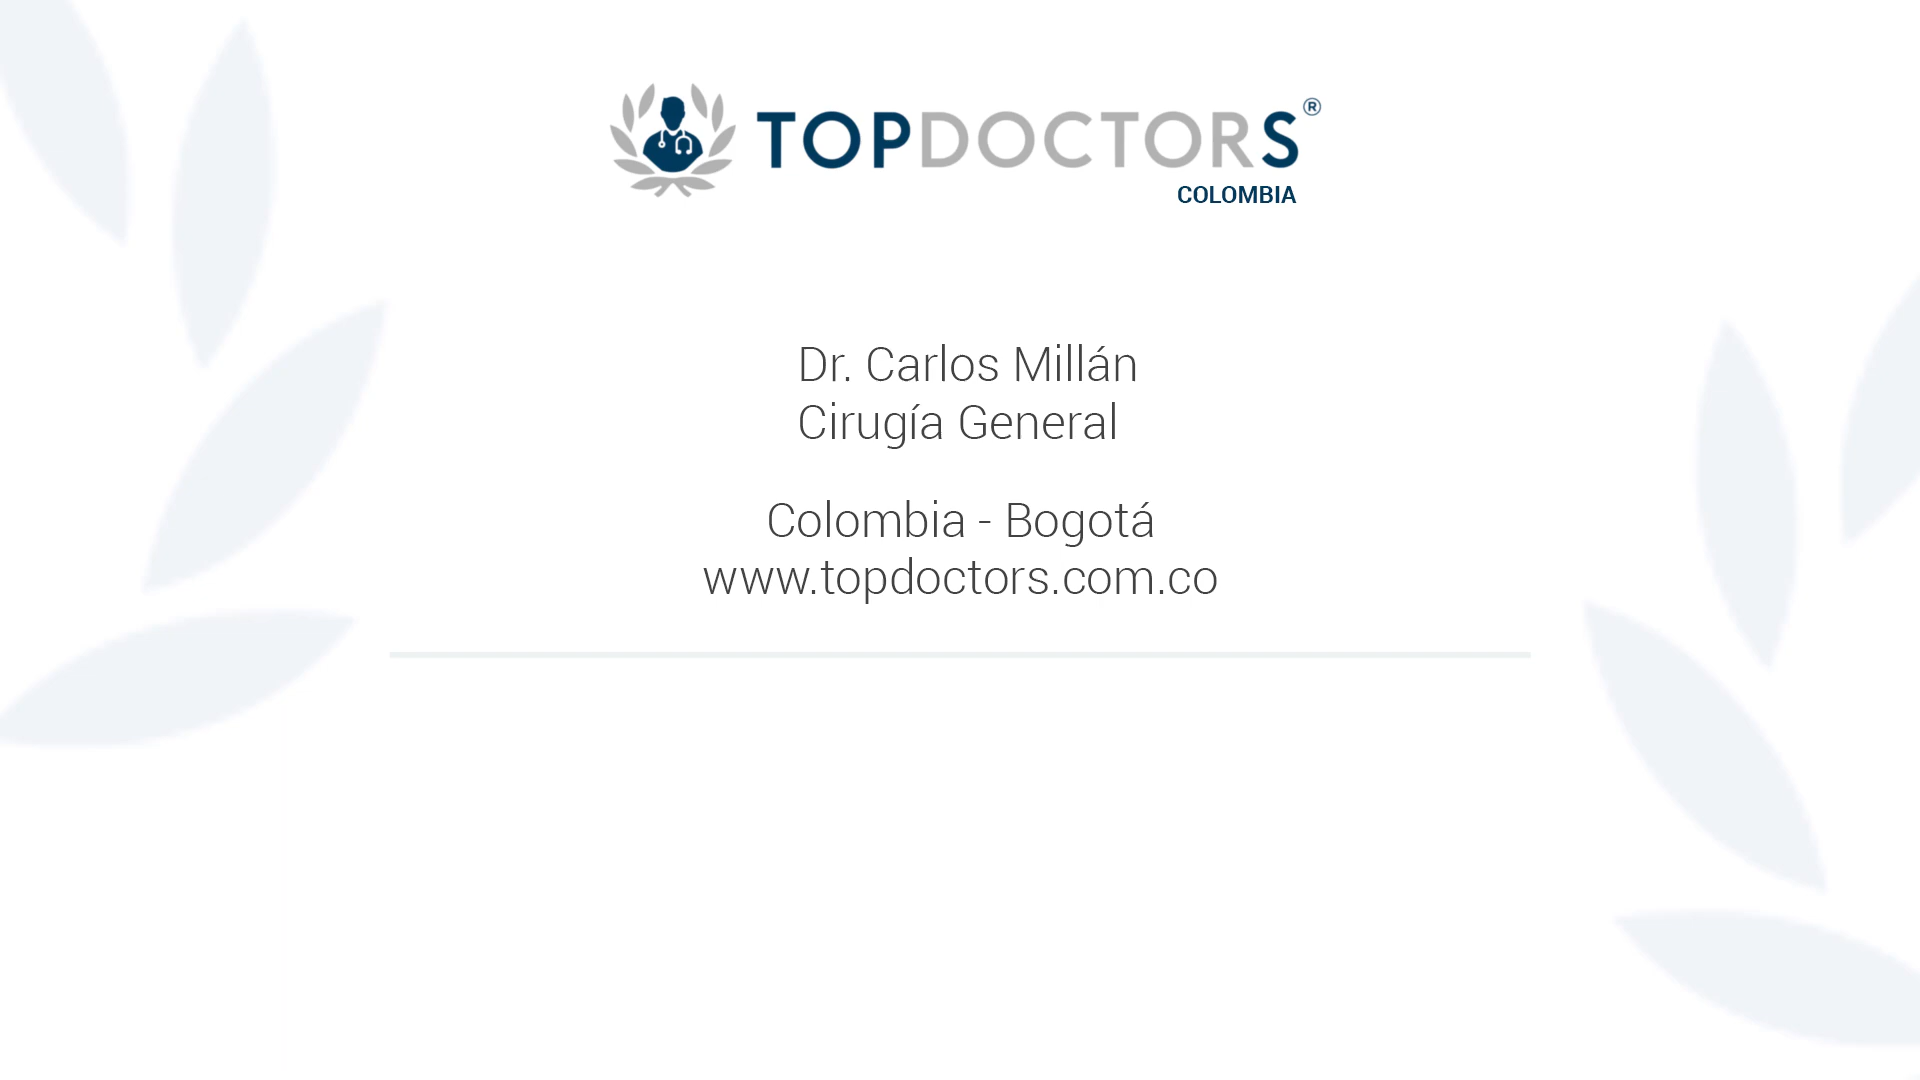 TOPDOCTORS®
COLOMBIA
Dr. Carlos Millán
Cirugía General
Colombia - Bogotá
www.topdoctors.com.co